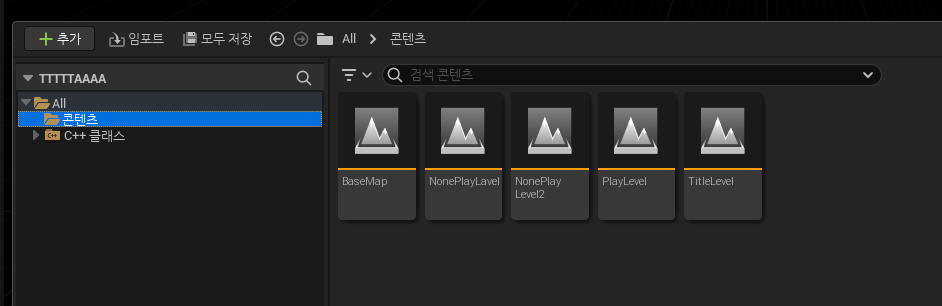 추가 임포트 모두 저장 All 콘텐츠
TTTTTAAAA
검색 콘텐츠
All
콘텐츠
C++ 클래스
BaseMap
NonePlayLavel
NonePlay
Level2
PlayLevel
TitleLevel